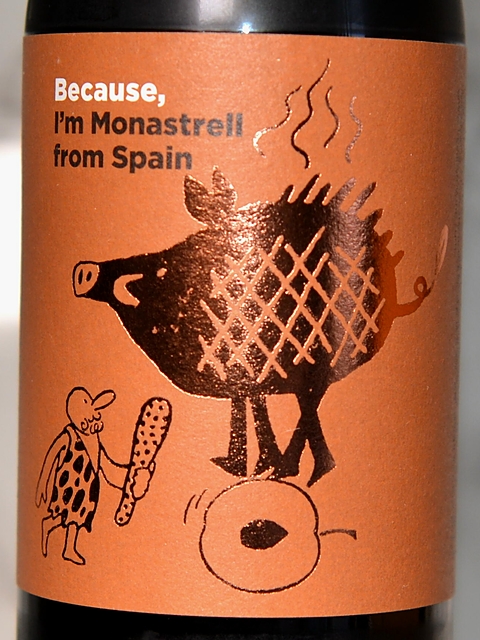 Because,
I'm Monastrell
from Spain